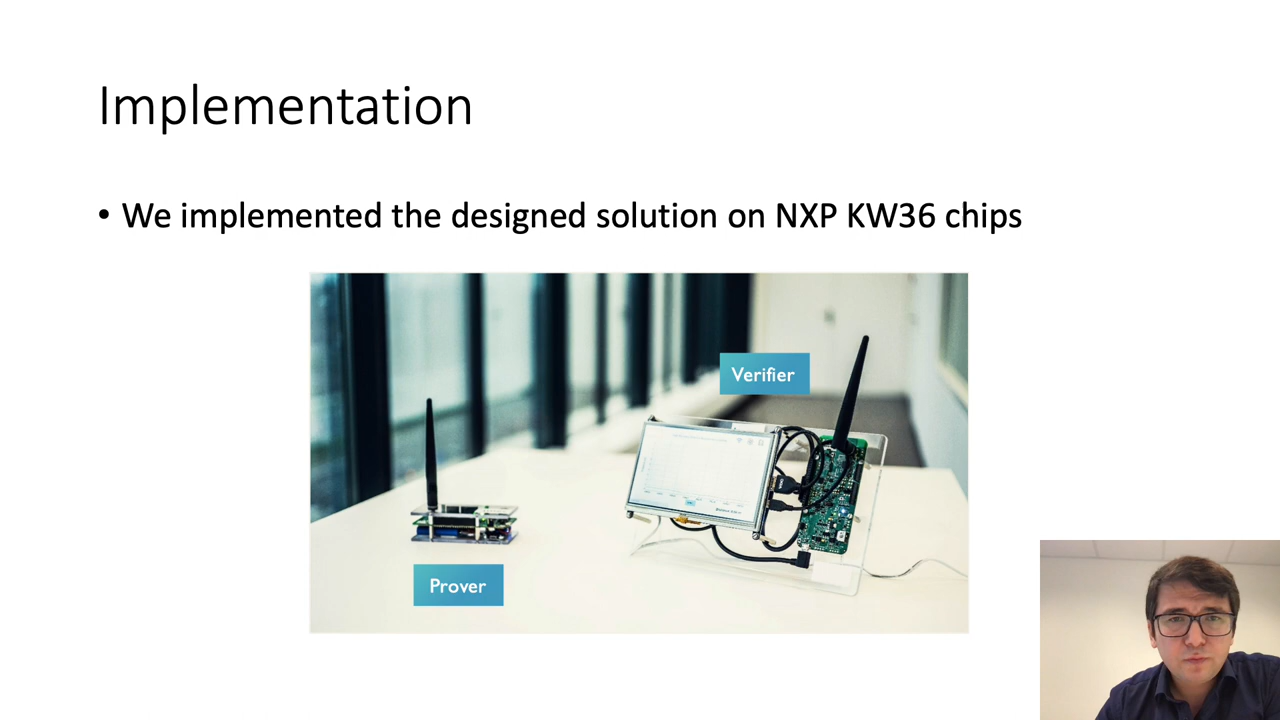 Implementation
• We implemented the designed solution on NXP KW36 chips
Verifier
Prover